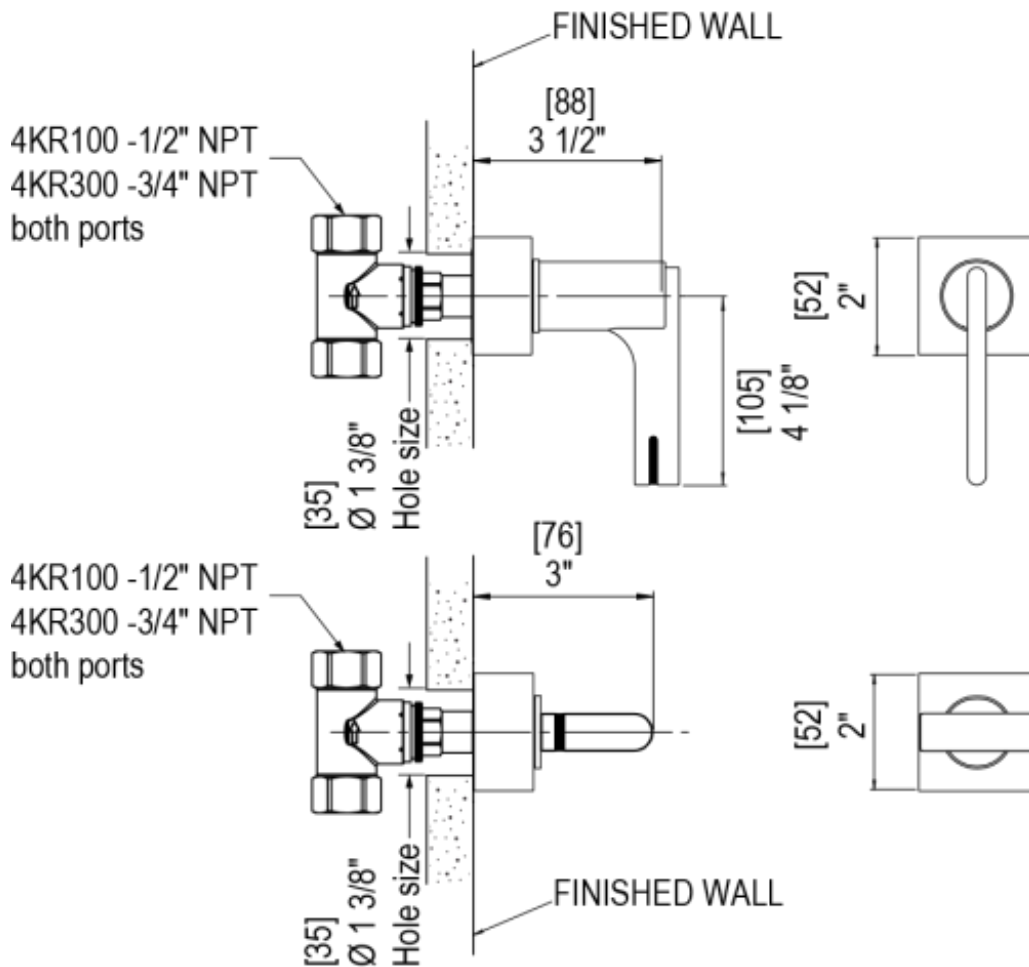 FINISHED WALL
[88]
3 1/2"
4KR100 -1/2" NPT
4KR300 -3/4" NPT
both ports
[52]
2"
[105]
4 1/8"
[35]
Ø 1 3/8"
Hole size
[76]
3"
4KR100 -1/2" NPT
4KR300 -3/4" NPT
both ports
[52]
2"
[35]
Ø 1 3/8"
Hole size
FINISHED WALL